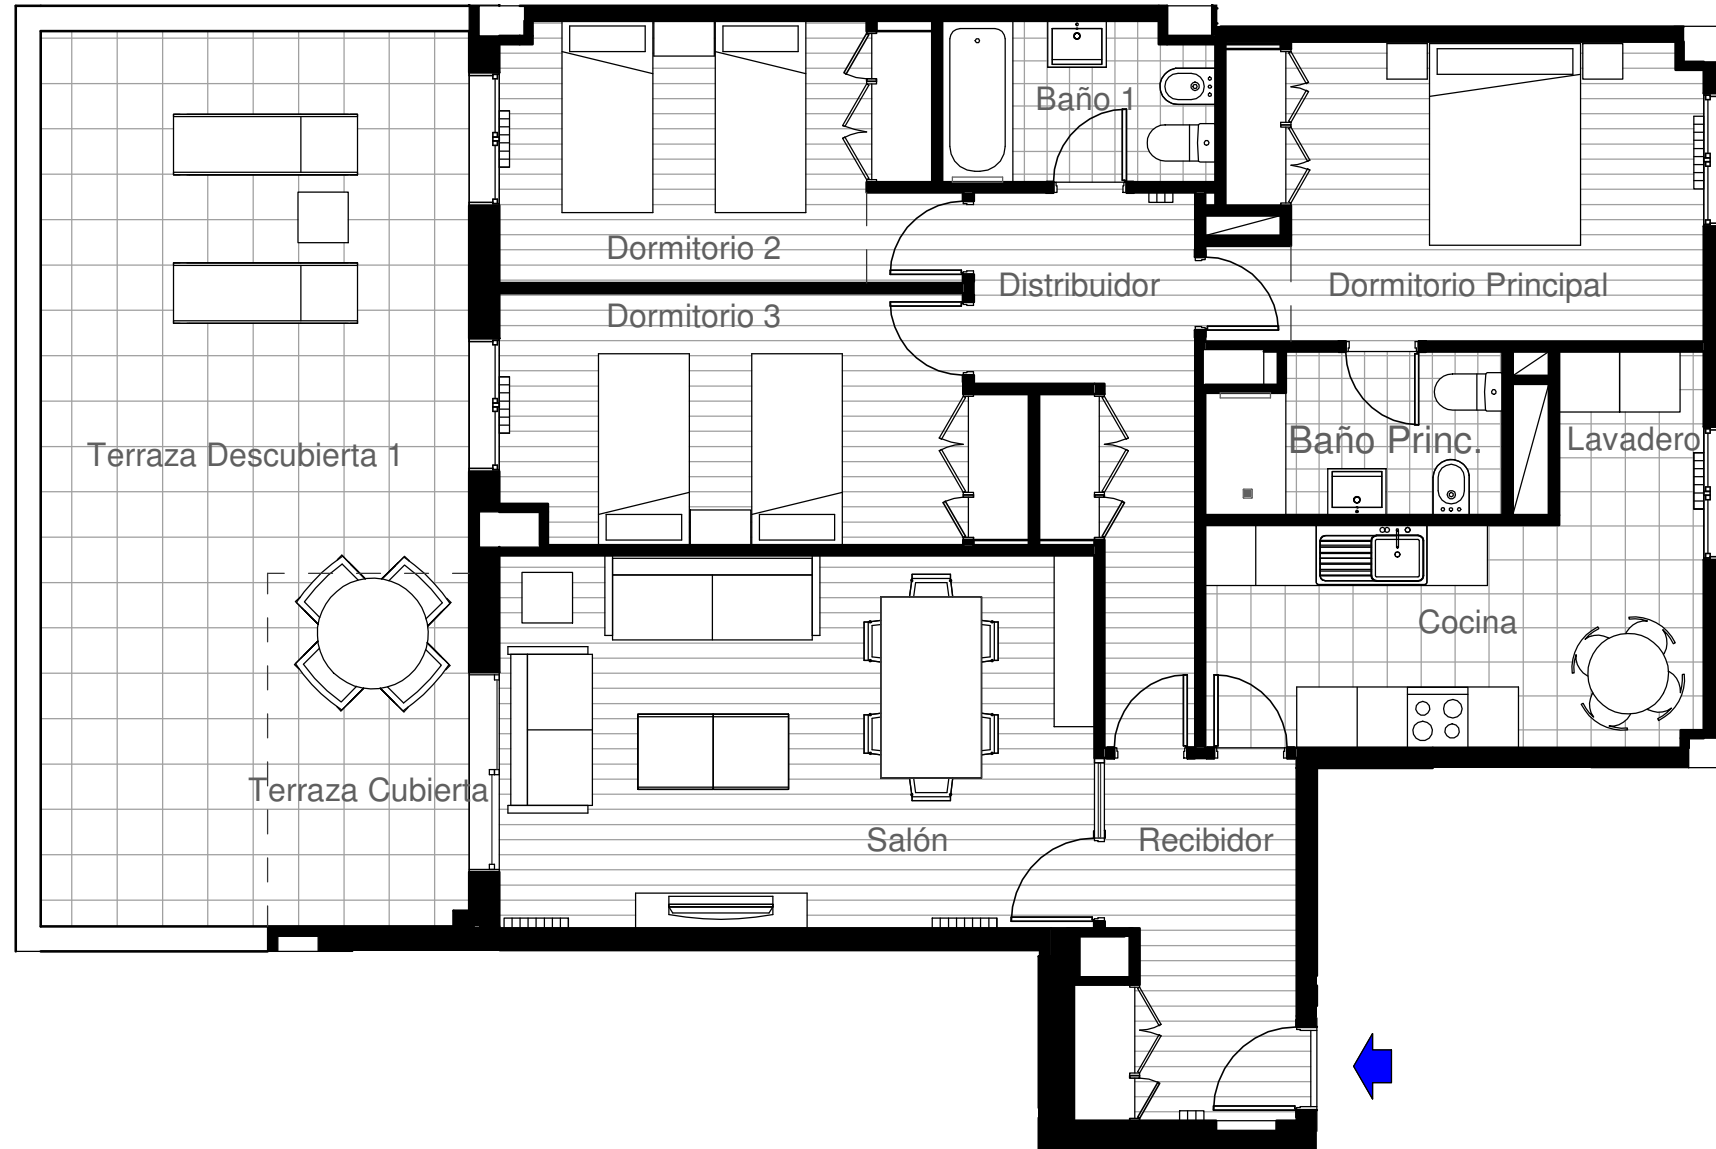 Baño 1
Dormitorio 2
Distribuidor
Dormitorio Principal
Dormitorio 3
Terraza Descubierta 1
Baño Princ.
Lavadero
Cocina
Terraza Cubierta
Salón
Recibidor